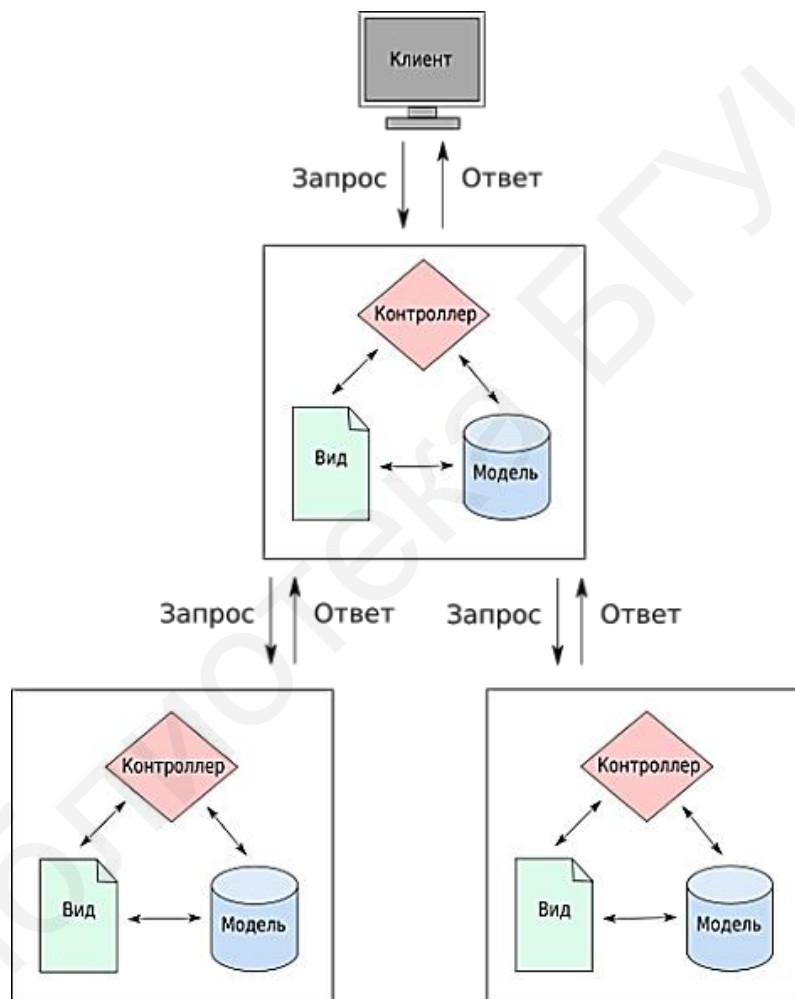 Клиент
Запрос Ответ
Контроллер
Вид
Модель
Запрос Ответ Запрос Ответ
Контроллер Контроллер
Вид Модель Вид Модель